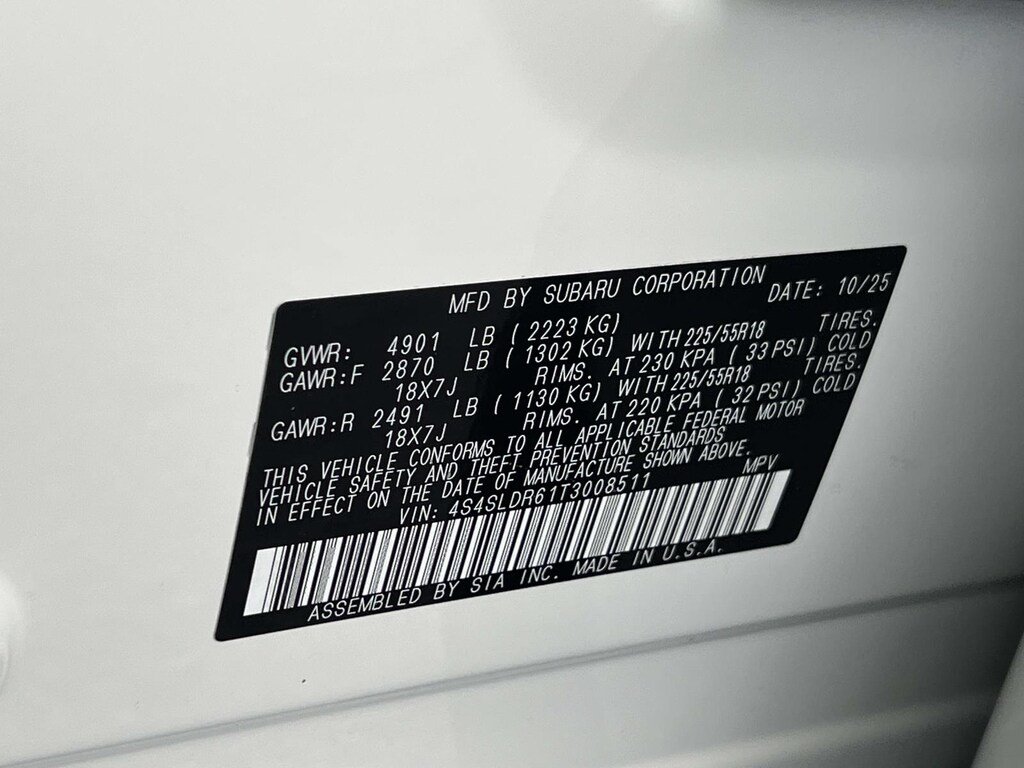 MFD BY SUBARU CORPORATION DATE: 10/25
GVWR: 4901 LB ( 2223 KG)
GAWR:F 2870 LB ( 1302 KG) WITH 225/55R18 TIRES.
18X7J RIMS. AT 230 KPA ( 33 PSI) COLD
GAWR:R 2491 LB ( 1130 KG) WITH 225/55R18 TIRES.
18X7J RIMS. AT 220 KPA ( 32 PSI) COLD
THIS VEHICLE CONFORMS TO ALL APPLICABLE FEDERAL MOTOR
VEHICLE SAFETY AND THEFT PREVENTION STANDARDS
IN EFFECT ON THE DATE OF MANUFACTURE SHOWN ABOVE.
VIN: 4S4SLDR61T3008511 MPV
ASSEMBLED BY SIA INC. MADE IN U.S.A.